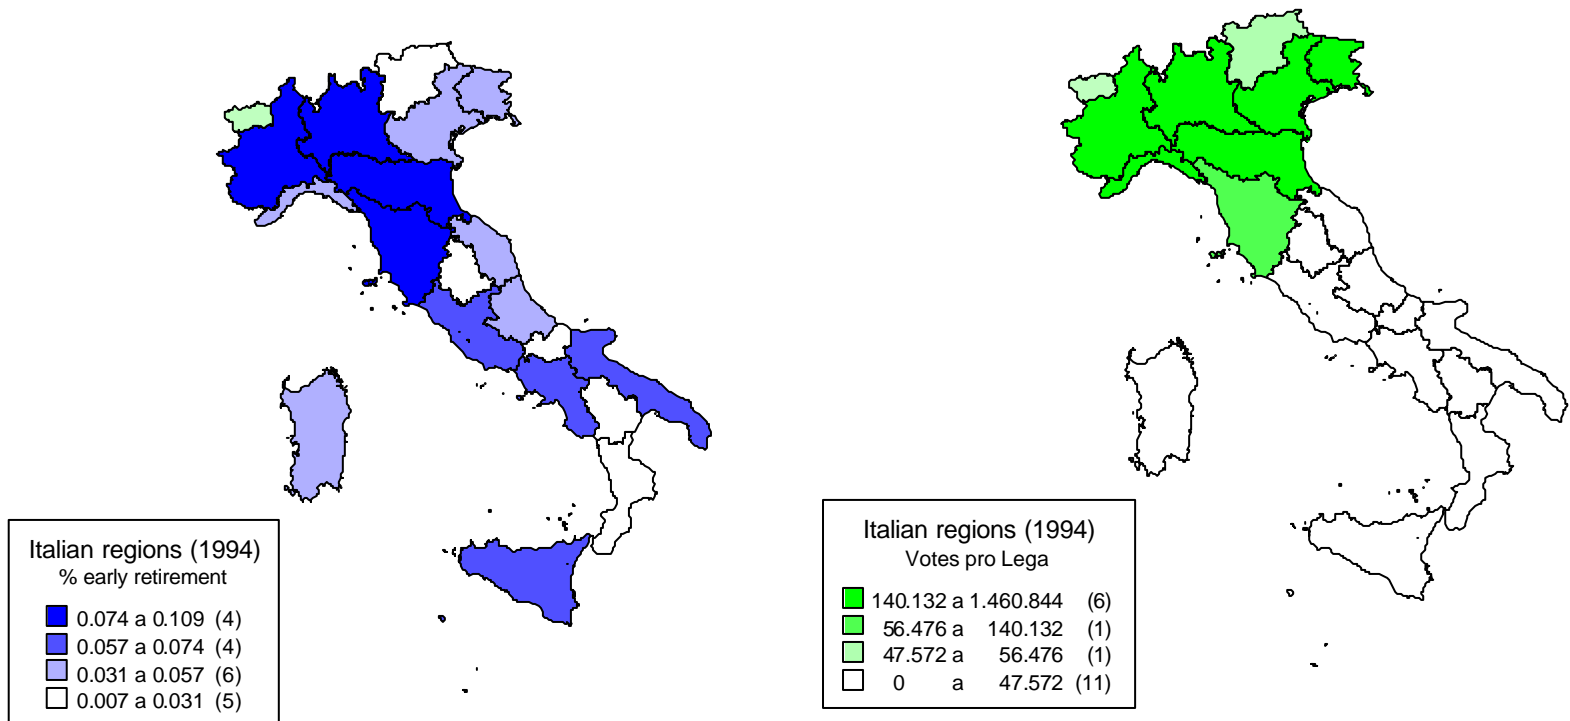 Italian regions (1994)
% early retirement
0.074 a 0.109 (4)
0.057 a 0.074 (4)
0.031 a 0.057 (6)
0.007 a 0.031 (5)
Italian regions (1994)
Votes pro Lega
140.132 a 1.460.844 (6)
56.476 a 140.132 (1)
47.572 a 56.476 (1)
0 a 47.572 (11)